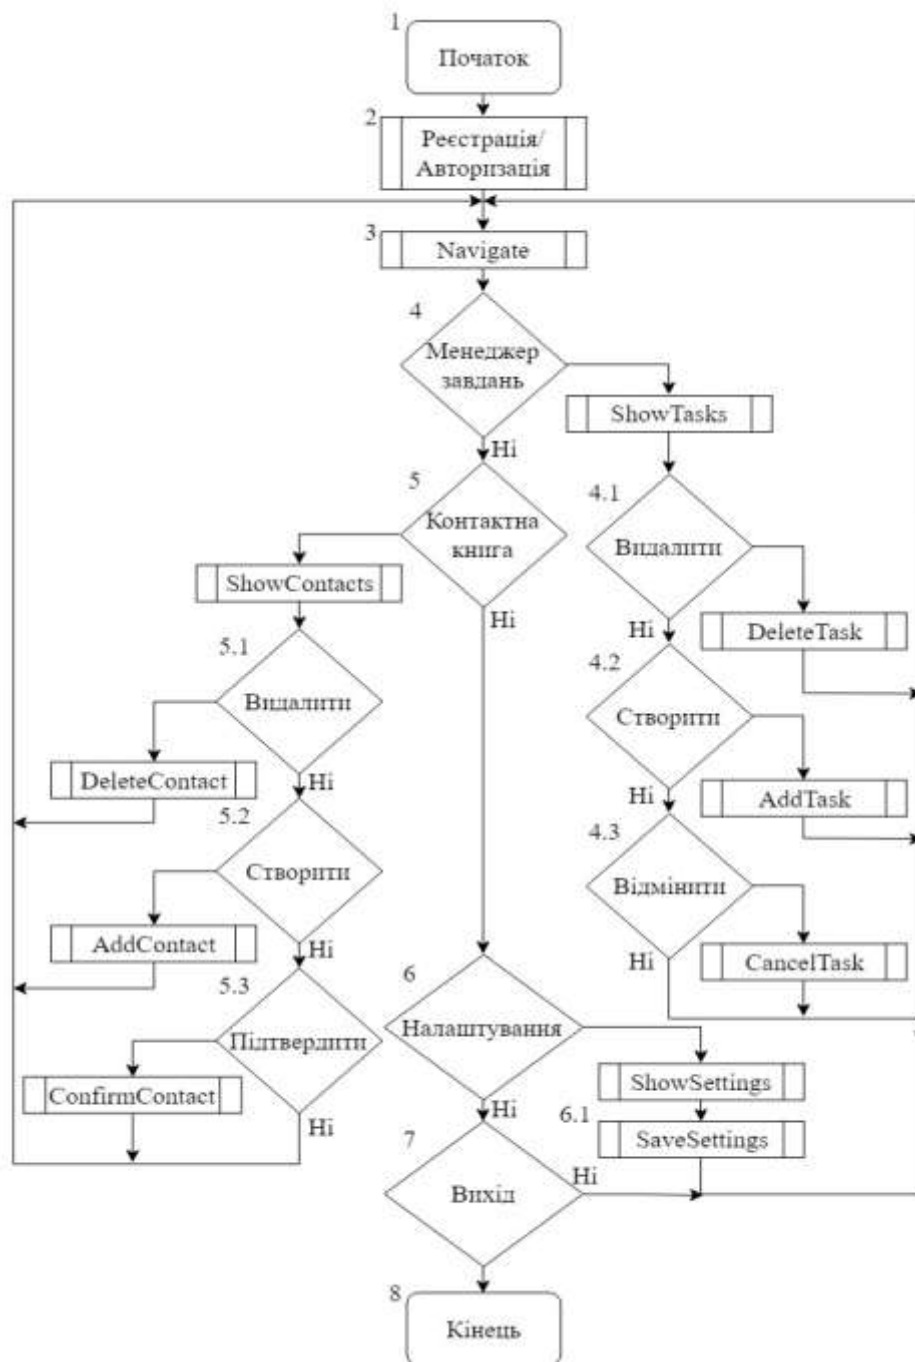 1
Початок
2
Реєстрація/
Авторизація
3
Navigate
4
Менеджер
завдань
ShowTasks
Ні
5
Контактна
книга
4.1
Видалити
ShowContacts
Ні
Ні
DeleteTask
5.1
Видалити
4.2
Створити
DeleteContact
Ні
Ні
AddTask
5.2
Створити
4.3
Відмінити
AddContact
Ні
Ні
CancelTask
5.3
Підтвердити
6
Налаштування
ConfirmContact
ShowSettings
Ні
Ні
6.1
SaveSettings
7
Вихід
Ні
8
Кінець